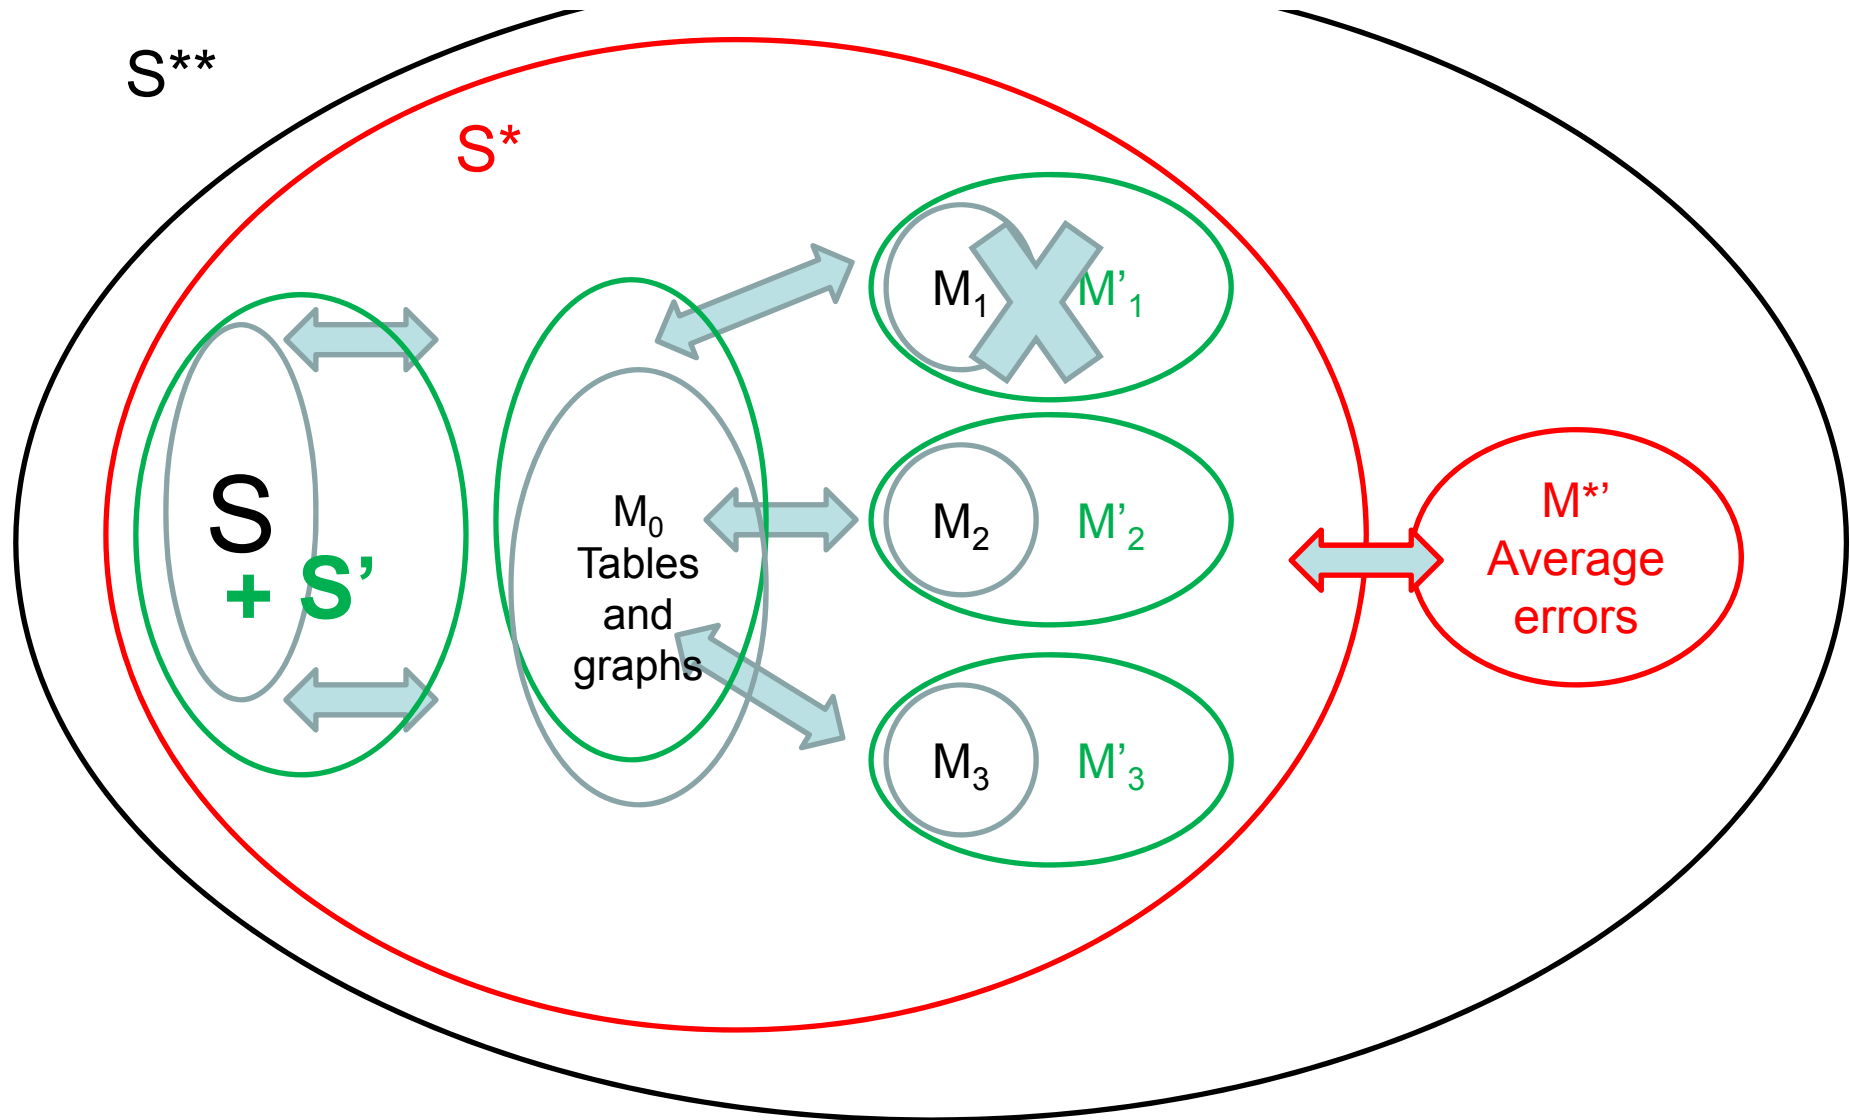 S**
S*
M₁ M’₁
S
+ S’
M₀
Tables
and
graphs
M₂ M’₂
M*’
Average
errors
M₃ M’₃